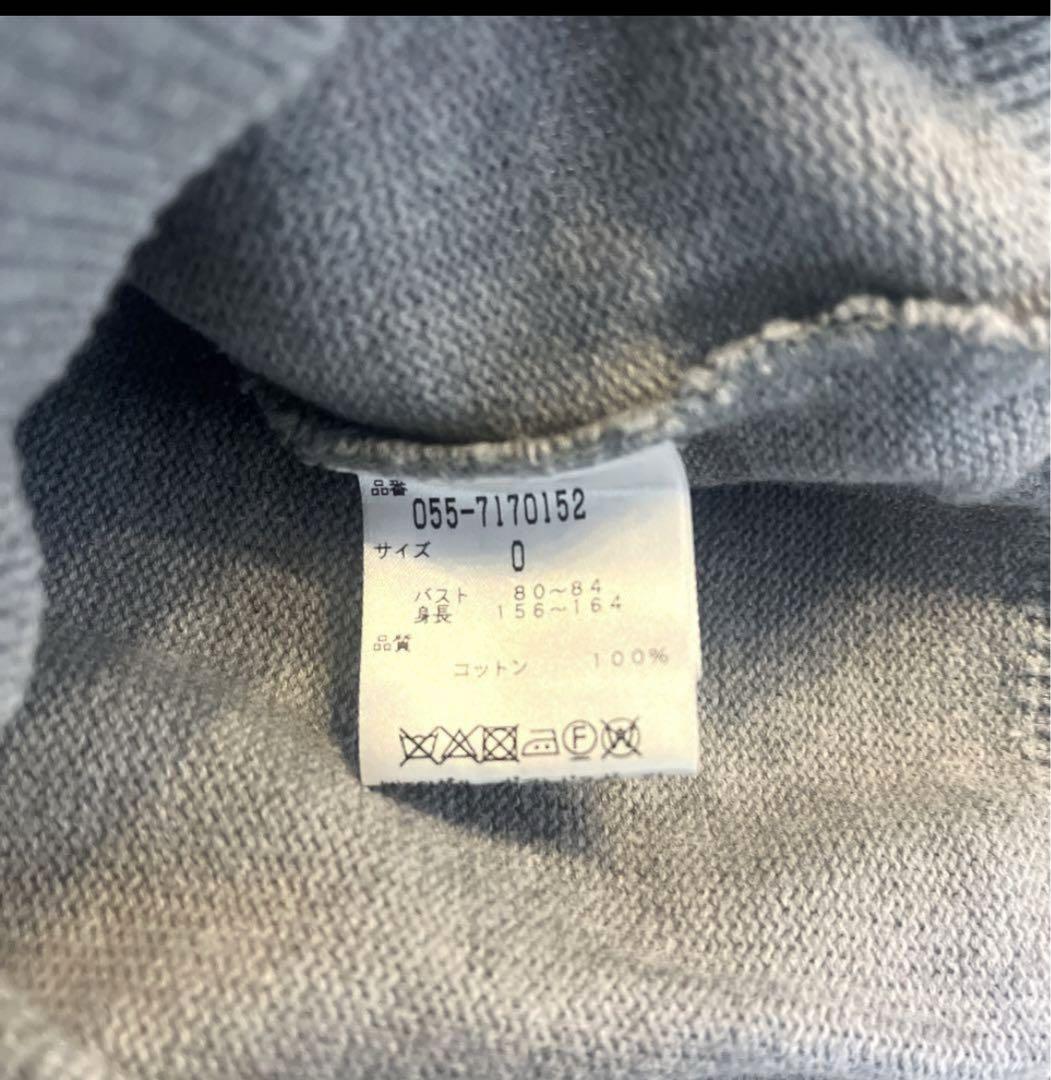 品番
055-7170152
サイズ 0
バスト 80~84
身長 156~164
品質
コットン 100%
F
W